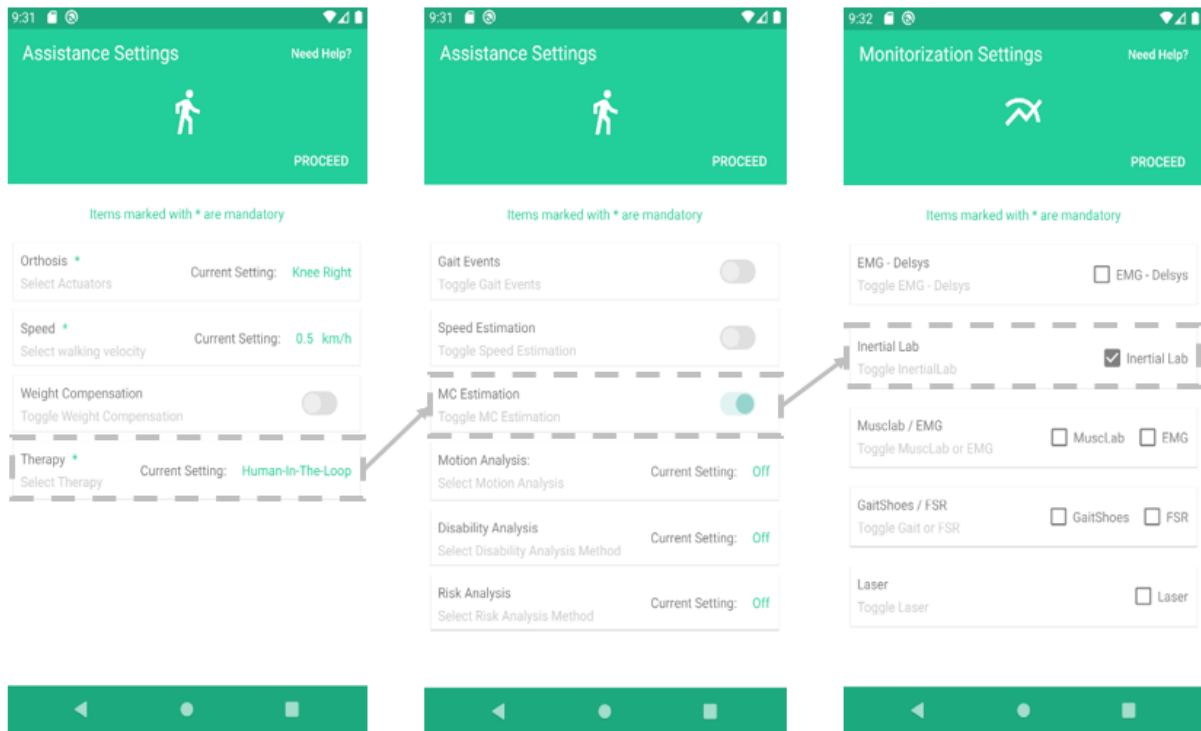 9:31
Assistance Settings Need Help?
PROCEED
Items marked with * are mandatory
Orthosis *
Select Actuators
Current Setting: Knee Right
Speed *
Select walking velocity
Current Setting: 0.5 km/h
Weight Compensation
Toggle Weight Compensation
Therapy *
Select Therapy
Current Setting: Human-In-The-Loop
9:31
Assistance Settings
PROCEED
Items marked with * are mandatory
Gait Events
Toggle Gait Events
Speed Estimation
Toggle Speed Estimation
MC Estimation
Toggle MC Estimation
Motion Analysis:
Select Motion Analysis
Current Setting: Off
Disability Analysis
Select Disability Analysis Method
Current Setting: Off
Risk Analysis
Select Risk Analysis Method
Current Setting: Off
9:32
Monitorization Settings Need Help?
PROCEED
Items marked with * are mandatory
EMG - Delsys
Toggle EMG - Delsys
EMG - Delsys
Inertial Lab
Toggle InertialLab
Inertial Lab
Musclab / EMG
Toggle MuscLab or EMG
MuscLab EMG
GaitShoes / FSR
Toggle Gait or FSR
GaitShoes FSR
Laser
Toggle Laser
Laser